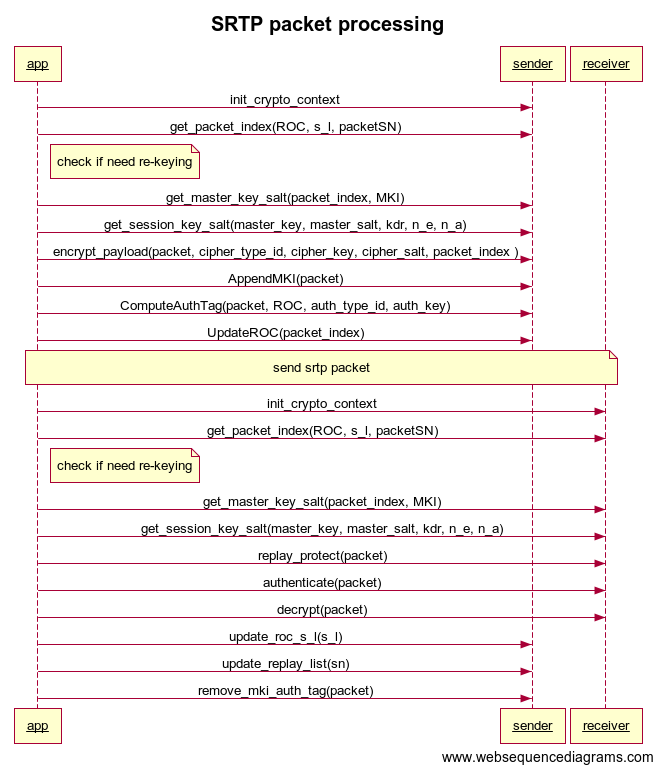 SRTP packet processing
app
sender
receiver
init_crypto_context
get_packet_index(ROC, s_l, packetSN)
check if need re-keying
get_master_key_salt(packet_index, MKI)
get_session_key_salt(master_key, master_salt, kdr, n_e, n_a)
encrypt_payload(packet, cipher_type_id, cipher_key, cipher_salt, packet_index )
AppendMKI(packet)
ComputeAuthTag(packet, ROC, auth_type_id, auth_key)
UpdateROC(packet_index)
send srtp packet
init_crypto_context
get_packet_index(ROC, s_l, packetSN)
check if need re-keying
get_master_key_salt(packet_index, MKI)
get_session_key_salt(master_key, master_salt, kdr, n_e, n_a)
replay_protect(packet)
authenticate(packet)
decrypt(packet)
update_roc_s_l(s_l)
update_replay_list(sn)
remove_mki_auth_tag(packet)
app
sender
receiver
www.websequencediagrams.com